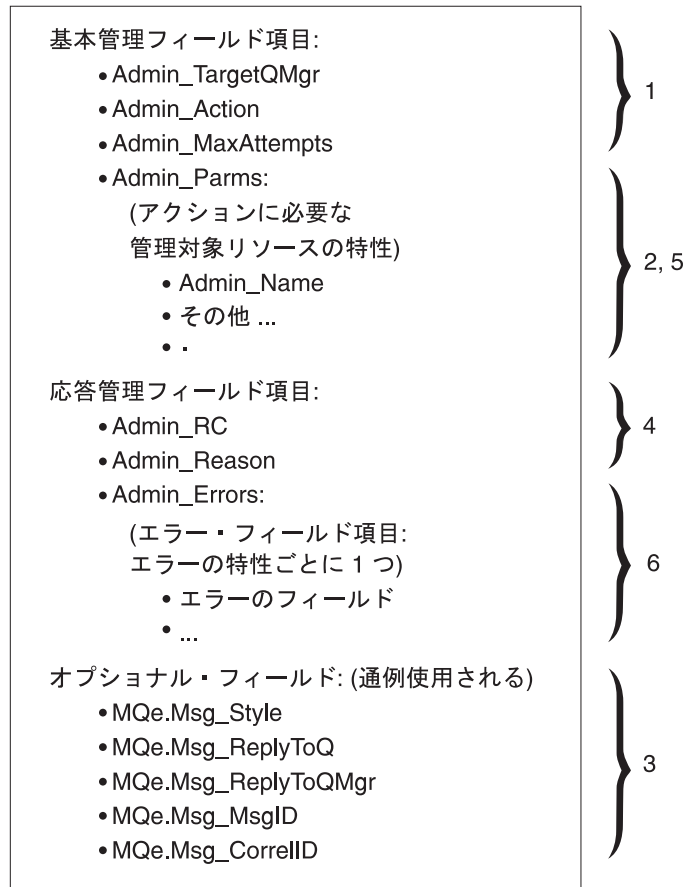 基本管理フィールド項目:
• Admin_TargetQMgr
• Admin_Action
• Admin_MaxAttempts
1
• Admin_Parms:
(アクションに必要な
管理対象リソースの特性)
• Admin_Name
• その他 ...
• .
2, 5
応答管理フィールド項目:
• Admin_RC
• Admin_Reason
4
• Admin_Errors:
(エラー・フィールド項目:
エラーの特性ごとに 1 つ)
• エラーのフィールド
• ...
6
オプショナル・フィールド: (通例使用される)
• MQe.Msg_Style
• MQe.Msg_ReplyToQ
• MQe.Msg_ReplyToQMgr
• MQe.Msg_MsgID
• MQe.Msg_CorrelID
3